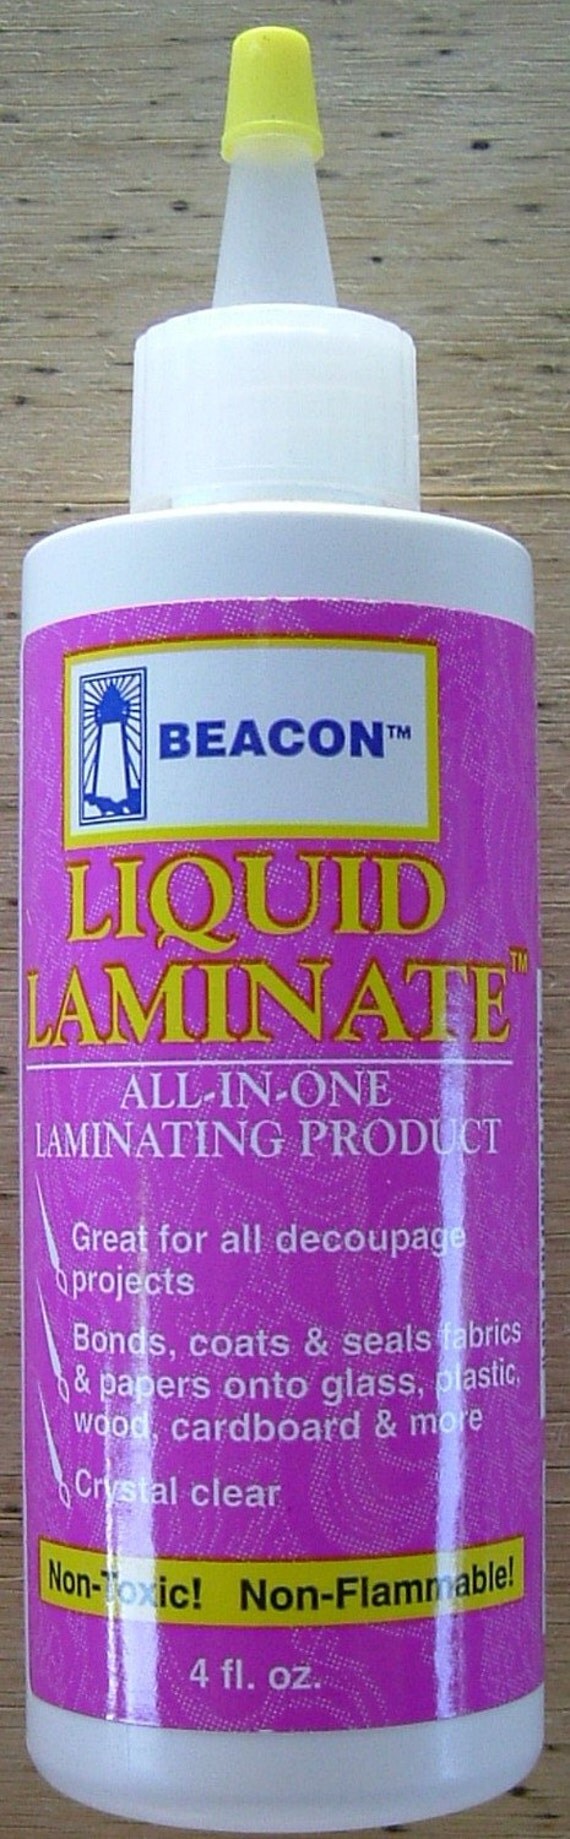 BEACON™
LIQUID
LAMINATE™
ALL-IN-ONE
LAMINATING PRODUCT
Great for all decoupage
projects
Bonds, coats & seals fabrics
& papers onto glass, plastic,
wood, cardboard & more
Crystal clear
Non-Toxic! Non-Flammable!
4 fl. oz.